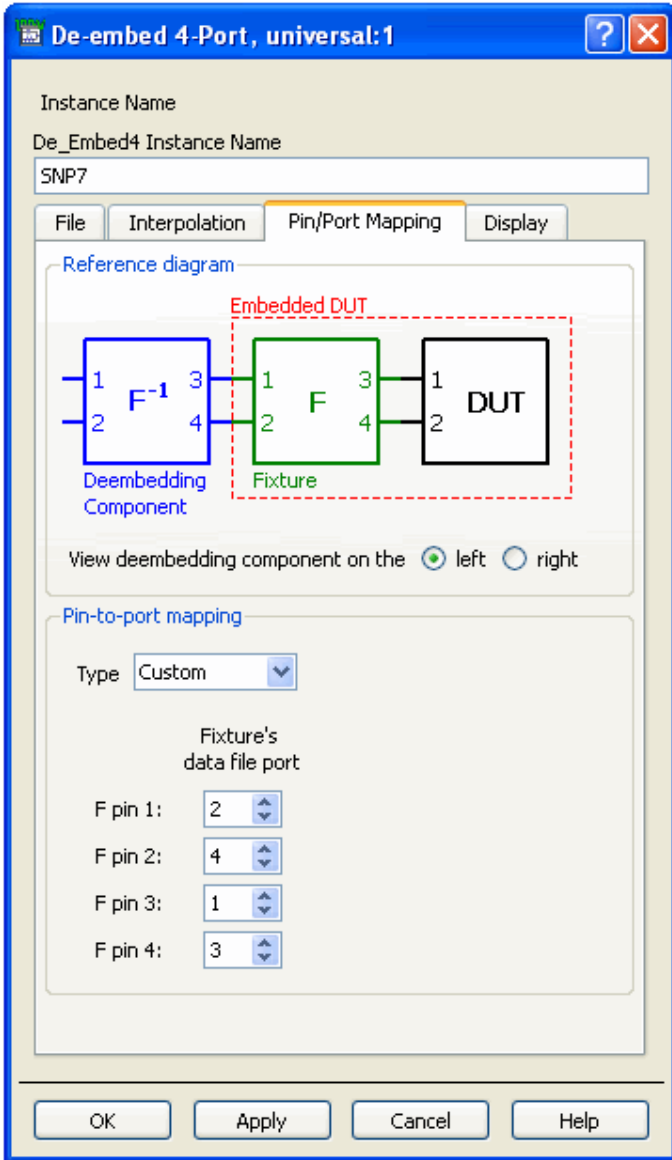 De-embed 4-Port, universal:1
Instance Name
De_Embed4 Instance Name
SNP7
File Interpolation Pin/Port Mapping Display
Reference diagram
Embedded DUT
1 3 1 3 1
F-1 F DUT
2 4 2 4 2
Deembedding Fixture
Component
View deembedding component on the left right
Pin-to-port mapping
Type Custom
Fixture's
data file port
F pin 1: 2
F pin 2: 4
F pin 3: 1
F pin 4: 3
OK Apply Cancel Help